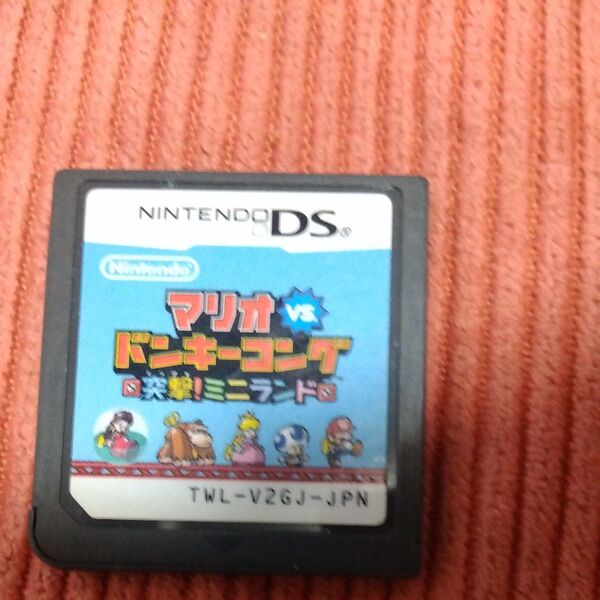 NINTENDO DS®
Nintendo
マリオ VS.
ドンキーコング
突撃!ミニランド
TWL-V2GJ-JPN